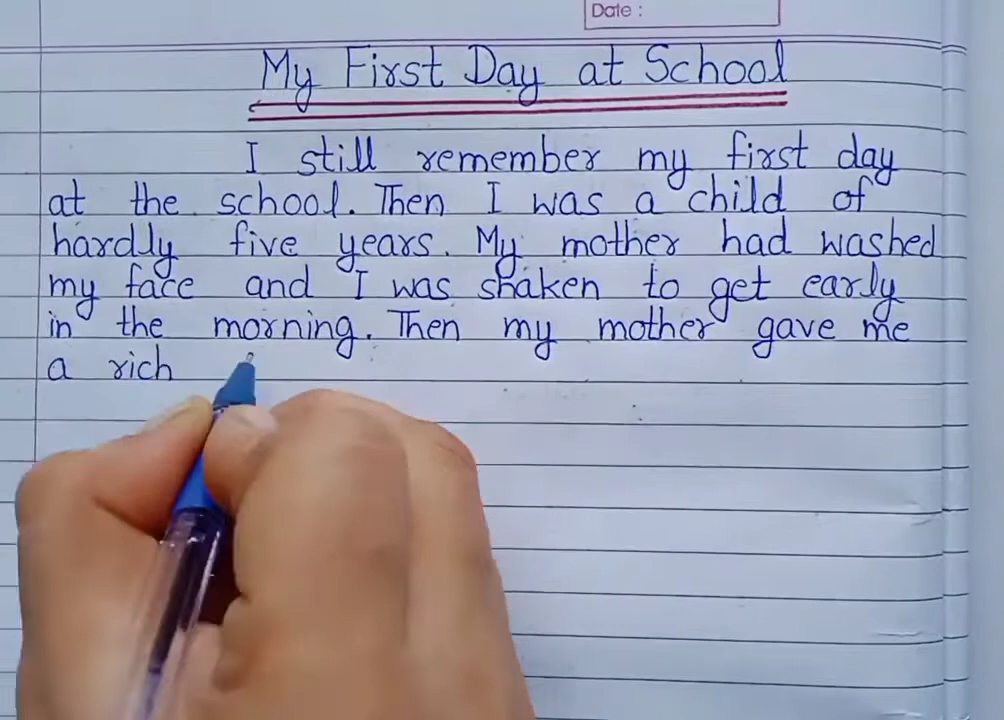 Date :
My First Day at School
I still remember my first day
at the school. Then I was a child of
hardly five years. My mother had washed
my face and I was shaken to get early
in the morning. Then my mother gave me
a rich